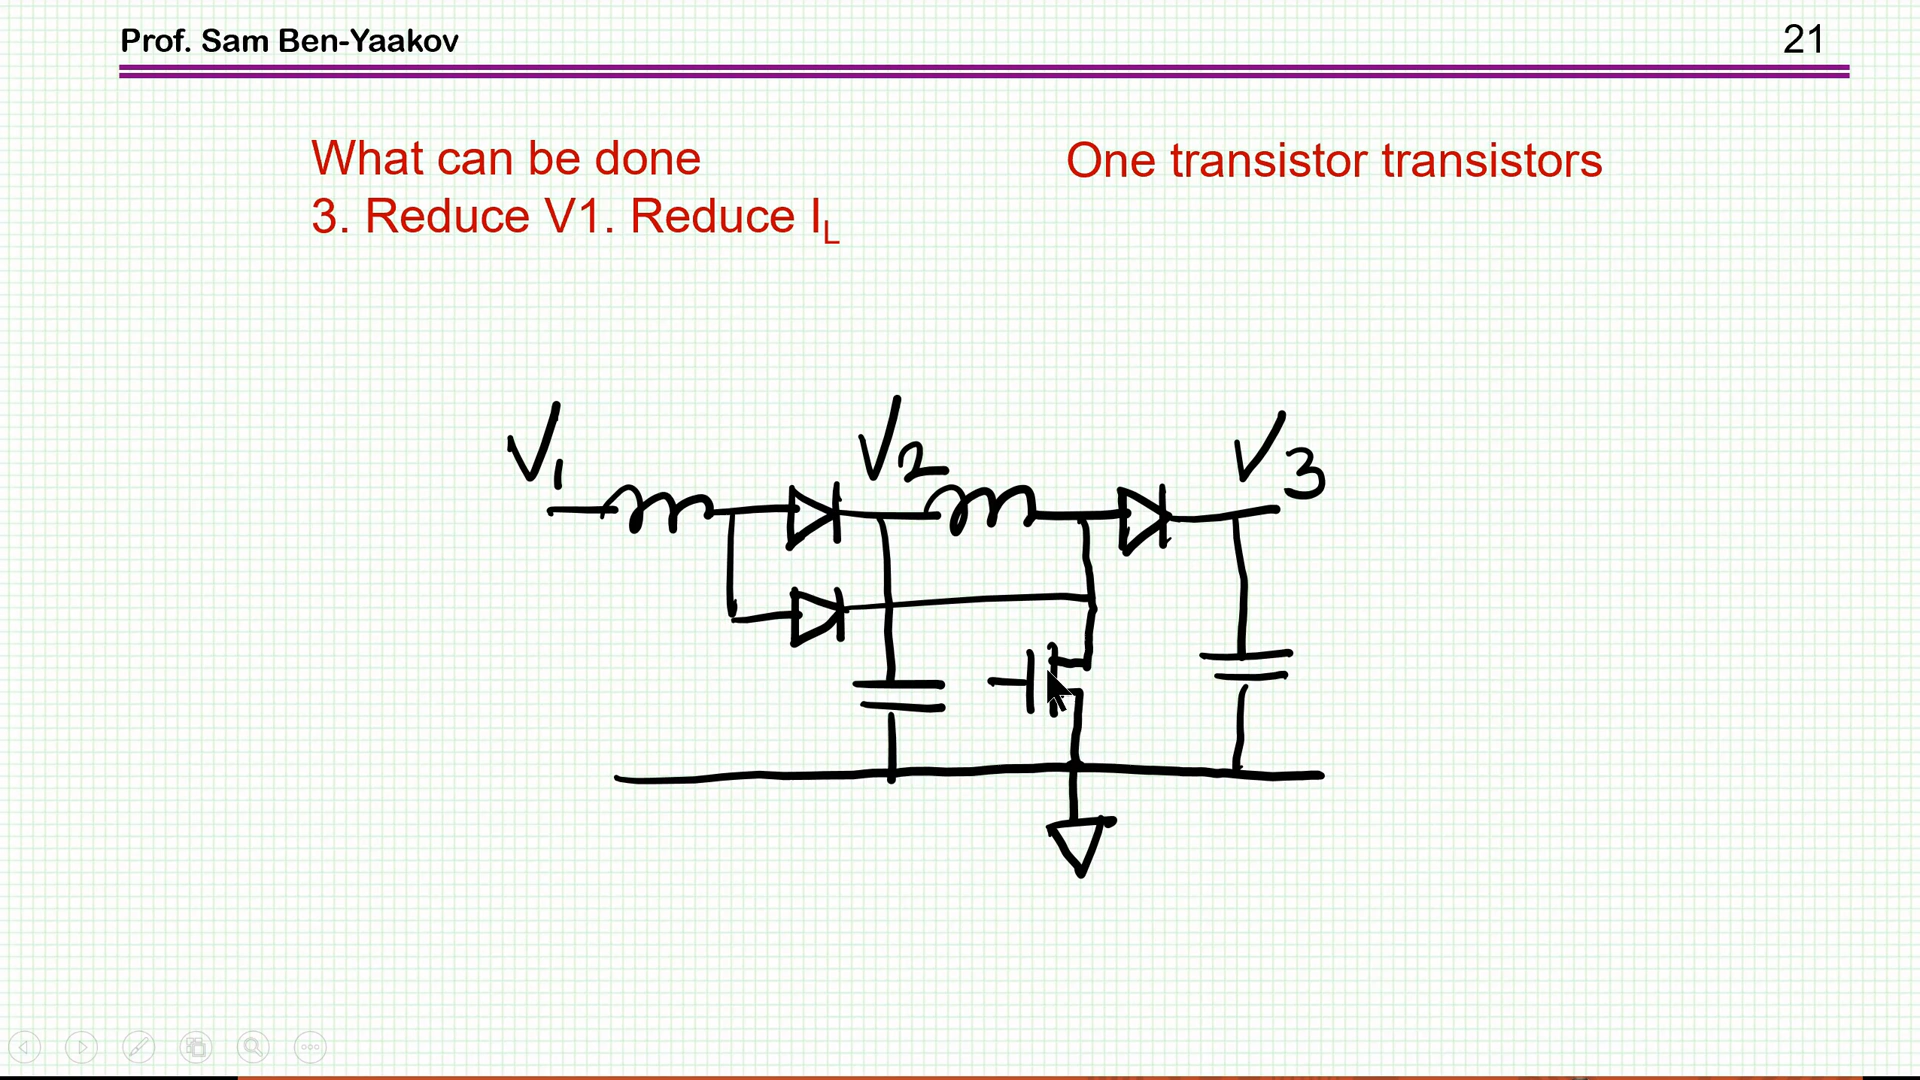 Prof. Sam Ben-Yaakov
21
What can be done
3. Reduce V1. Reduce IL
One transistor transistors
V1
V2
V3